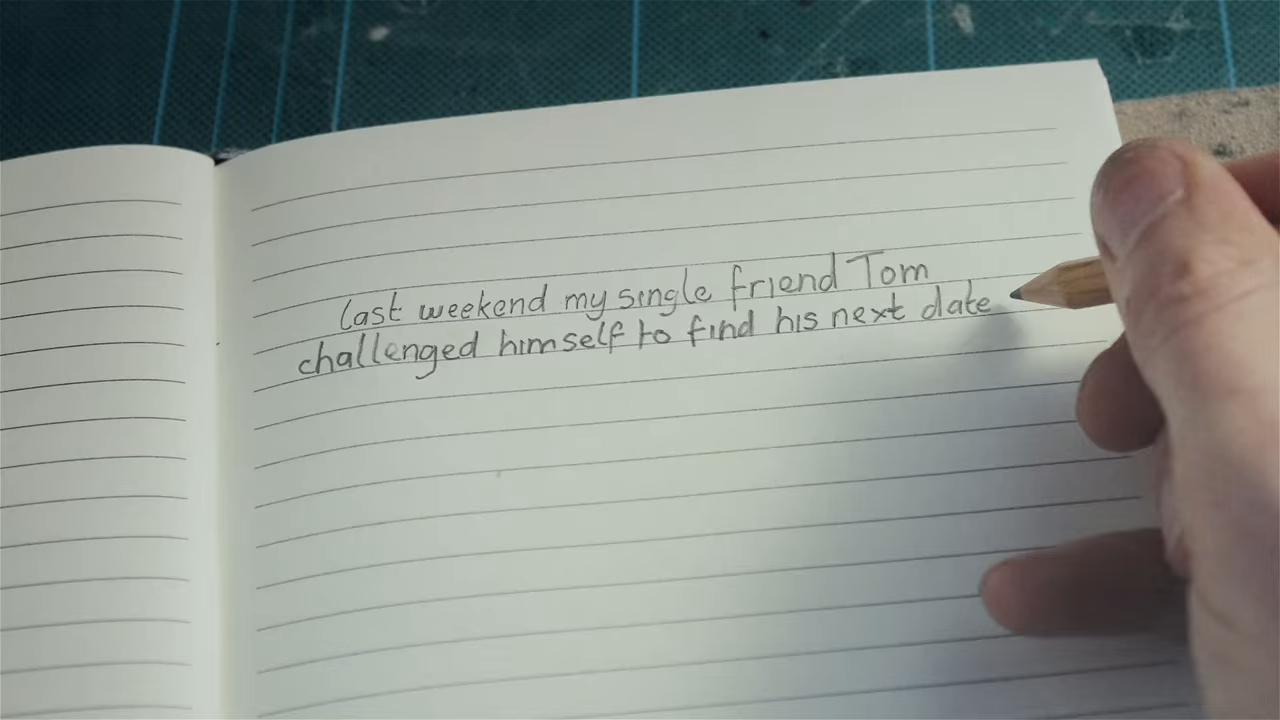 last weekend my single friend Tom
challenged himself to find his next date